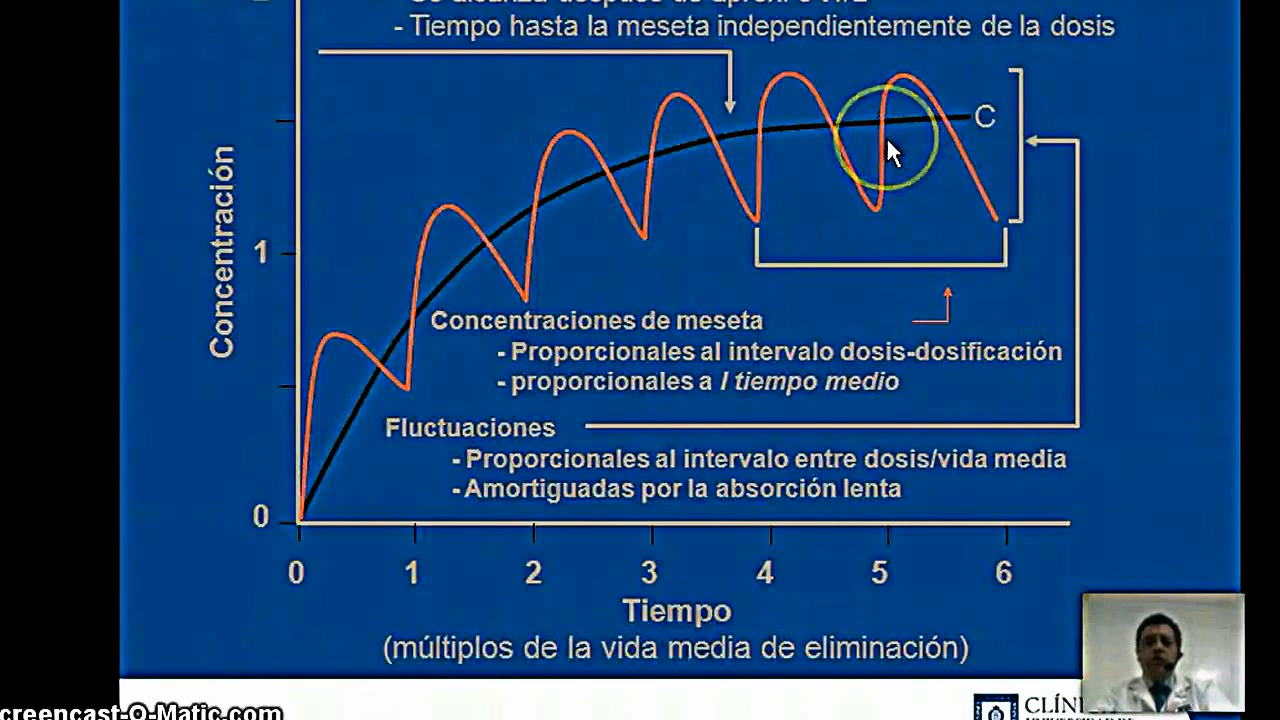 - Tiempo hasta la meseta independientemente de la dosis
C
Concentración
1
Concentraciones de meseta
- Proporcionales al intervalo dosis-dosificación
- proporcionales a l tiempo medio
Fluctuaciones
- Proporcionales al intervalo entre dosis/vida media
- Amortiguadas por la absorción lenta
0
0 1 2 3 4 5 6
Tiempo
(múltiplos de la vida media de eliminación)
CLÍN
creencast-O-Matic.com